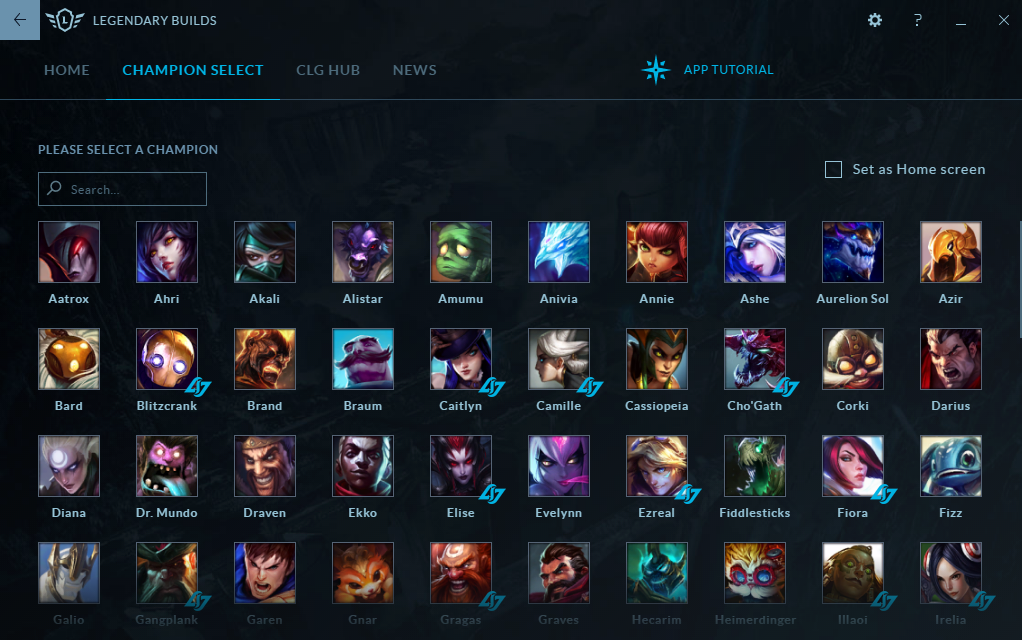 LEGENDARY BUILDS ?
HOME CHAMPION SELECT CLG HUB NEWS APP TUTORIAL
PLEASE SELECT A CHAMPION
Set as Home screen
Search...
Aatrox Ahri Akali Alistar Amumu Anivia Annie Ashe Aurelion Sol Azir
Bard Blitzcrank Brand Braum Caitlyn Camille Cassiopeia Cho'Gath Corki Darius
Diana Dr. Mundo Draven Ekko Elise Evelynn Ezreal Fiddlesticks Fiora Fizz
Galio Gangplank Garen Gnar Gragas Graves Hecarim Heimerdinger Illaoi Irelia